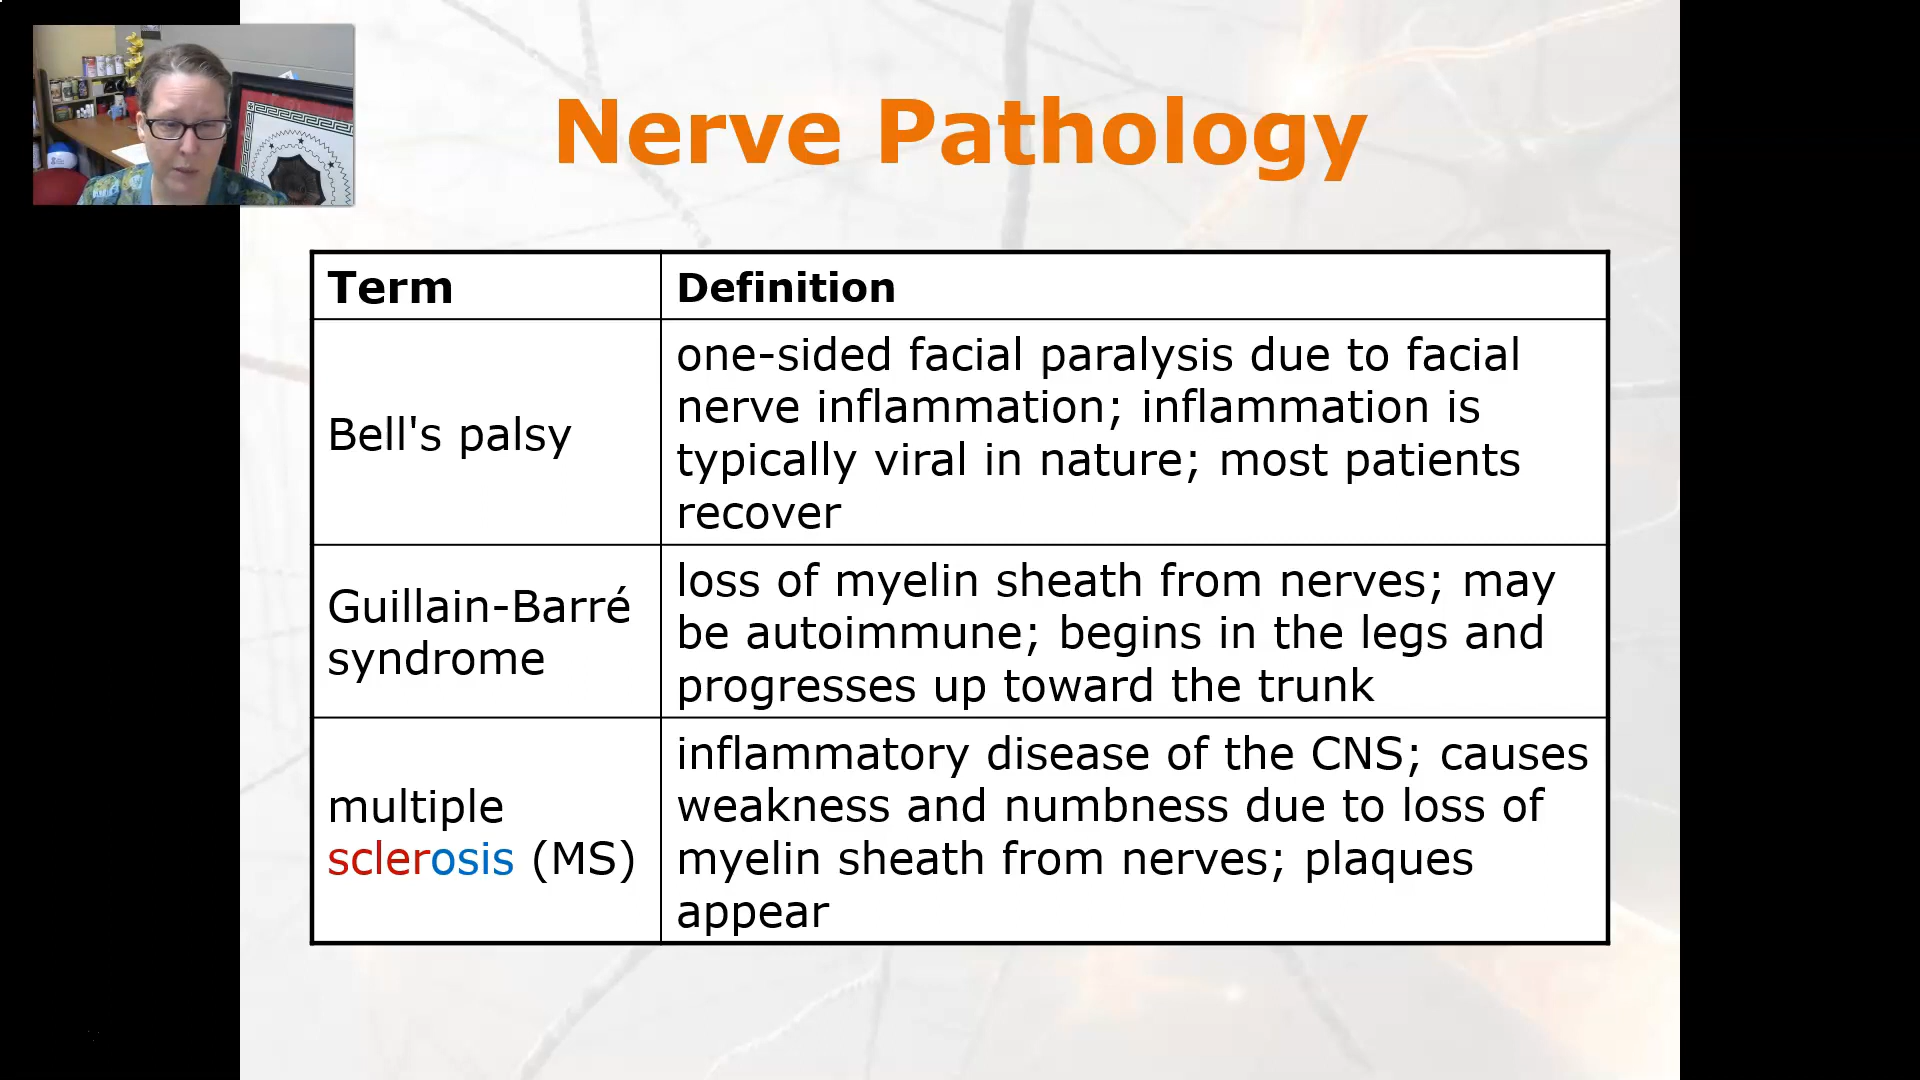 Nerve Pathology
Term
Definition
Bell's palsy
one-sided facial paralysis due to facial
nerve inflammation; inflammation is
typically viral in nature; most patients
recover
Guillain-Barré
syndrome
loss of myelin sheath from nerves; may
be autoimmune; begins in the legs and
progresses up toward the trunk
multiple
sclerosis (MS)
inflammatory disease of the CNS; causes
weakness and numbness due to loss of
myelin sheath from nerves; plaques
appear